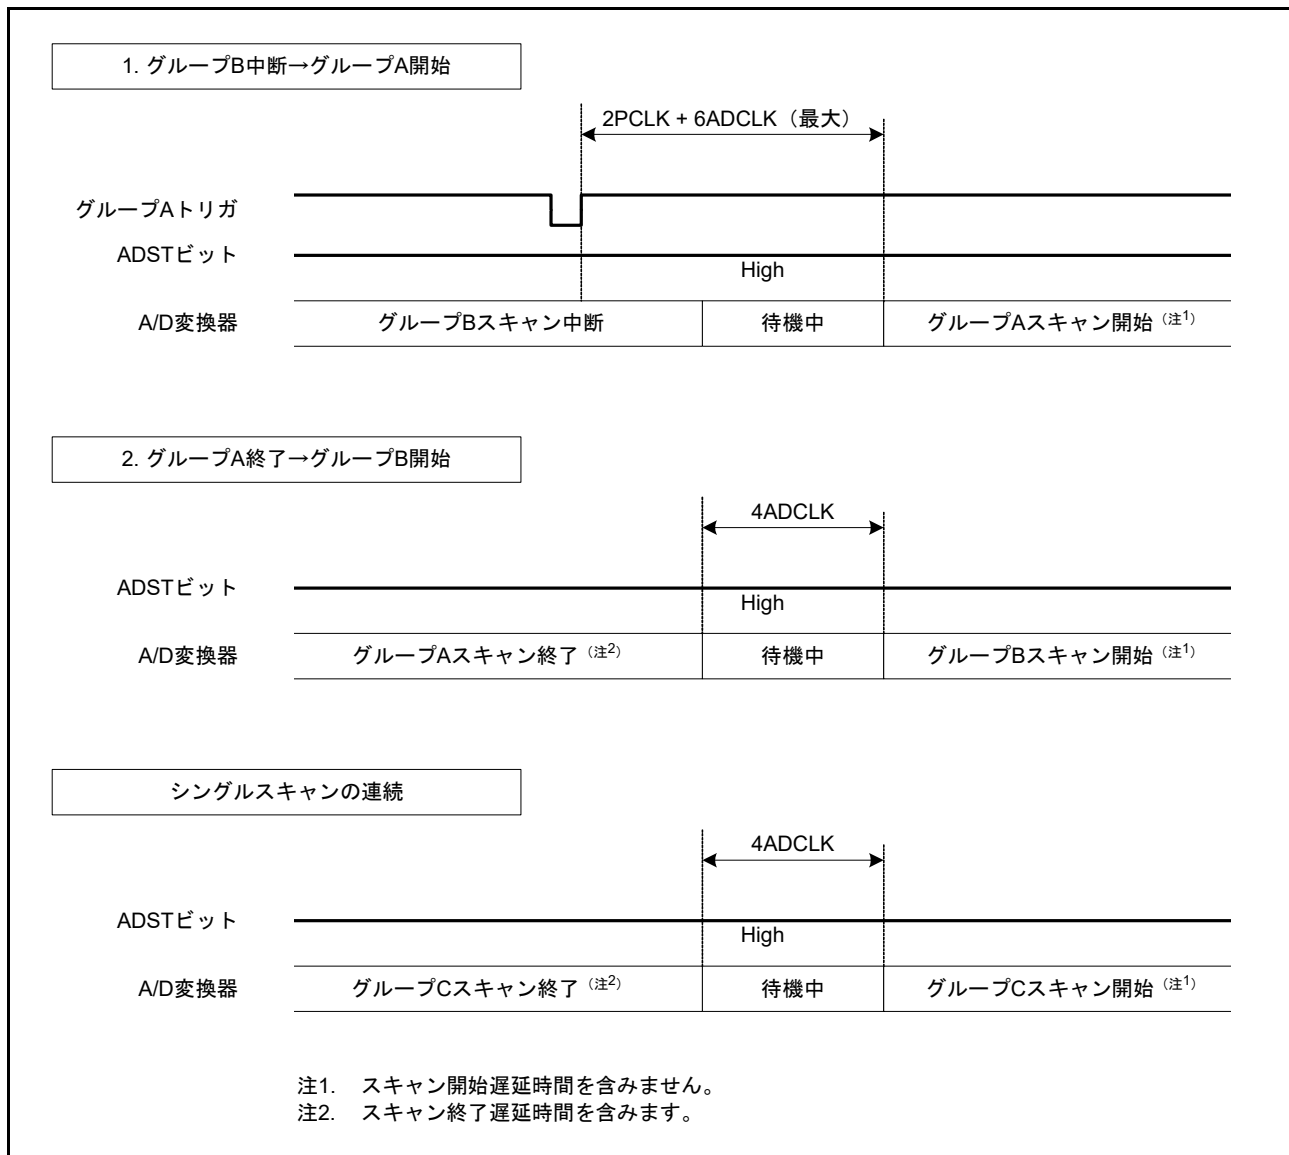 1. グループB中断→グループA開始
2PCLK + 6ADCLK（最大）
グループAトリガ
ADSTビット
High
A/D変換器
グループBスキャン中断
待機中
グループAスキャン開始（注1）
2. グループA終了→グループB開始
4ADCLK
ADSTビット
High
A/D変換器
グループAスキャン終了（注2）
待機中
グループBスキャン開始（注1）
シングルスキャンの連続
4ADCLK
ADSTビット
High
A/D変換器
グループCスキャン終了（注2）
待機中
グループCスキャン開始（注1）
注1. スキャン開始遅延時間を含みません。
注2. スキャン終了遅延時間を含みます。